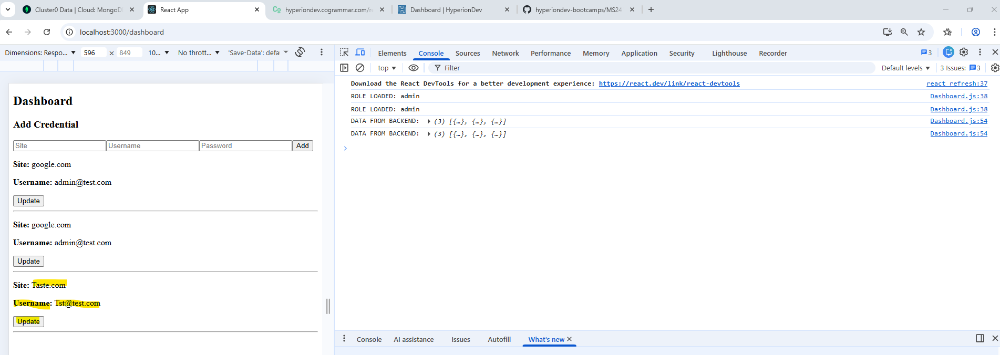 Cluster0 Data | Cloud: MongoD
React App
hyperiondev.cogrammar.com/re
Dashboard | HyperionDev
hyperiondev-bootcamps/MS24
localhost:3000/dashboard
Dimensions: Respo... 596 × 849 10... No thrott... 'Save-Data': defau
Elements Console Sources Network Performance Memory Application Security Lighthouse Recorder 3
top Filter Default levels 3 Issues: 3
Dashboard
Add Credential
Site Username Password Add
Site: google.com
Username: admin@test.com
Update
Site: google.com
Username: admin@test.com
Update
Site: Taste.com
Username: Tst@test.com
Update
Download the React DevTools for a better development experience: https://react.dev/link/react-devtools react refresh:37
ROLE LOADED: admin Dashboard.js:38
ROLE LOADED: admin Dashboard.js:38
DATA FROM BACKEND: (3) [{…}, {…}, {…}] Dashboard.js:54
DATA FROM BACKEND: (3) [{…}, {…}, {…}] Dashboard.js:54
Console AI assistance Issues Autofill What's new